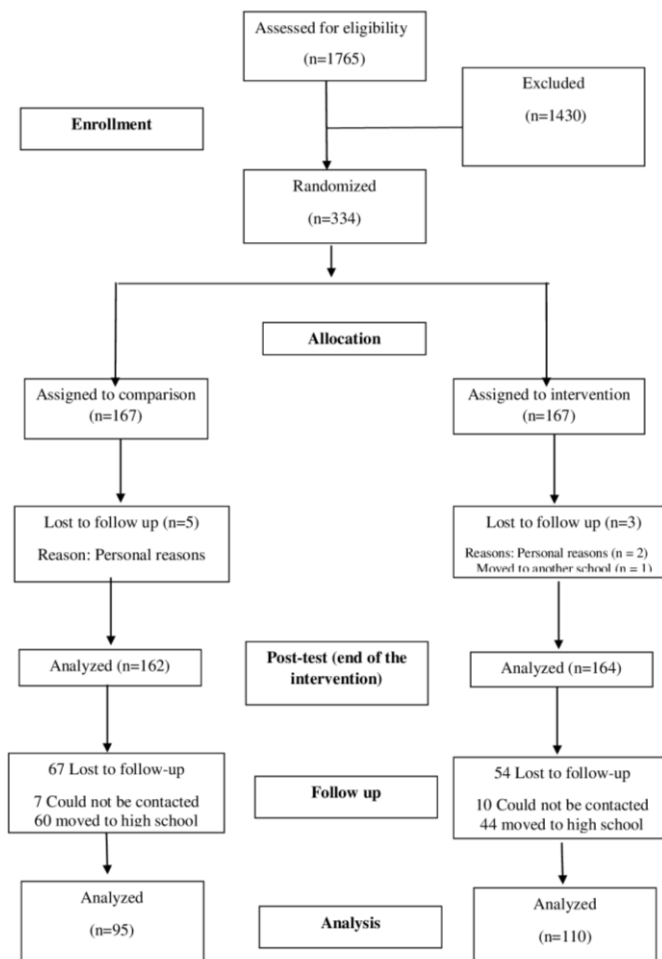 Assessed for eligibility
(n=1765)
Excluded
(n=1430)
Enrollment
Randomized
(n=334)
Allocation
Assigned to comparison
(n=167)
Assigned to intervention
(n=167)
Lost to follow up (n=5)
Reason: Personal reasons
Lost to follow up (n=3)
Reasons: Personal reasons (n = 2)
Moved to another school (n = 1)
Analyzed (n=162)
Post-test (end of the
intervention)
Analyzed (n=164)
67 Lost to follow-up
7 Could not be contacted
60 moved to high school
Follow up
54 Lost to follow-up
10 Could not be contacted
44 moved to high school
Analyzed
(n=95)
Analysis
Analyzed
(n=110)